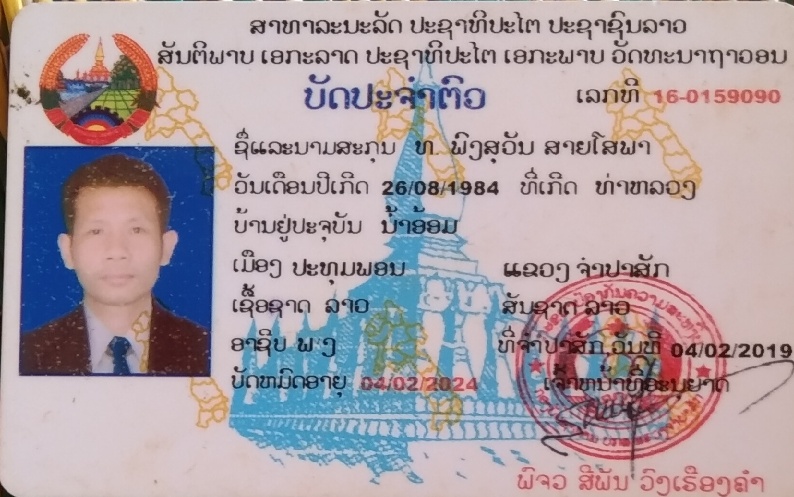 ສາທາລະນະລັດ ປະຊາທິປະໄຕ ປະຊາຊົນລາວ
ສັນຕິພາບ ເອກະລາດ ປະຊາທິປະໄຕ ເອກະພາບ ວັດທະນາຖາວອນ
ບັດປະຈຳຕົວ ເລກທີ 16-0159090
ຊື່ແລະນາມສະກຸນ ທ. ພົງສຸວັນ ສາຍໂສພາ
ວັນເດືອນປີເກີດ 26/08/1984 ທີ່ເກີດ ທ່າຫລວງ
ບ້ານຢູ່ປະຈຸບັນ ນ້ຳອ້ອມ
ເມືອງ ປະທຸມພອນ ແຂວງ ຈຳປາສັກ
ເຊື້ອຊາດ ລາວ ສັນຊາດ ລາວ
ອາຊີບ ພ ງ ທີ່ຈຳປາສັກ ວັນທີ 04/02/2019
ບັດຫມົດອາຍຸ 04/02/2024 ເຈົ້າຫນ້າທີ່ອະນຸຍາດ
ພົຈວ ສີພັນ ວົງເຮືອງຄຳ